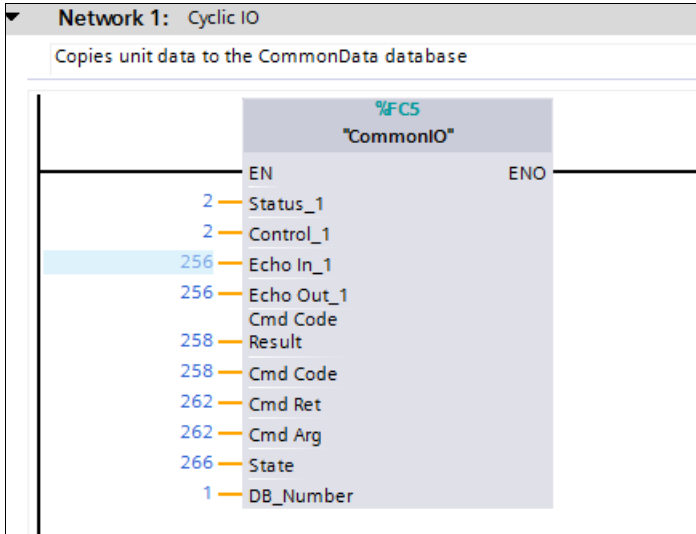 Network 1: Cyclic IO
Copies unit data to the CommonData database
%FC5
"CommonIO"
EN ENO
2 Status_1
2 Control_1
256 Echo In_1
256 Echo Out_1
Cmd Code
258 Result
258 Cmd Code
262 Cmd Ret
262 Cmd Arg
266 State
1 DB_Number